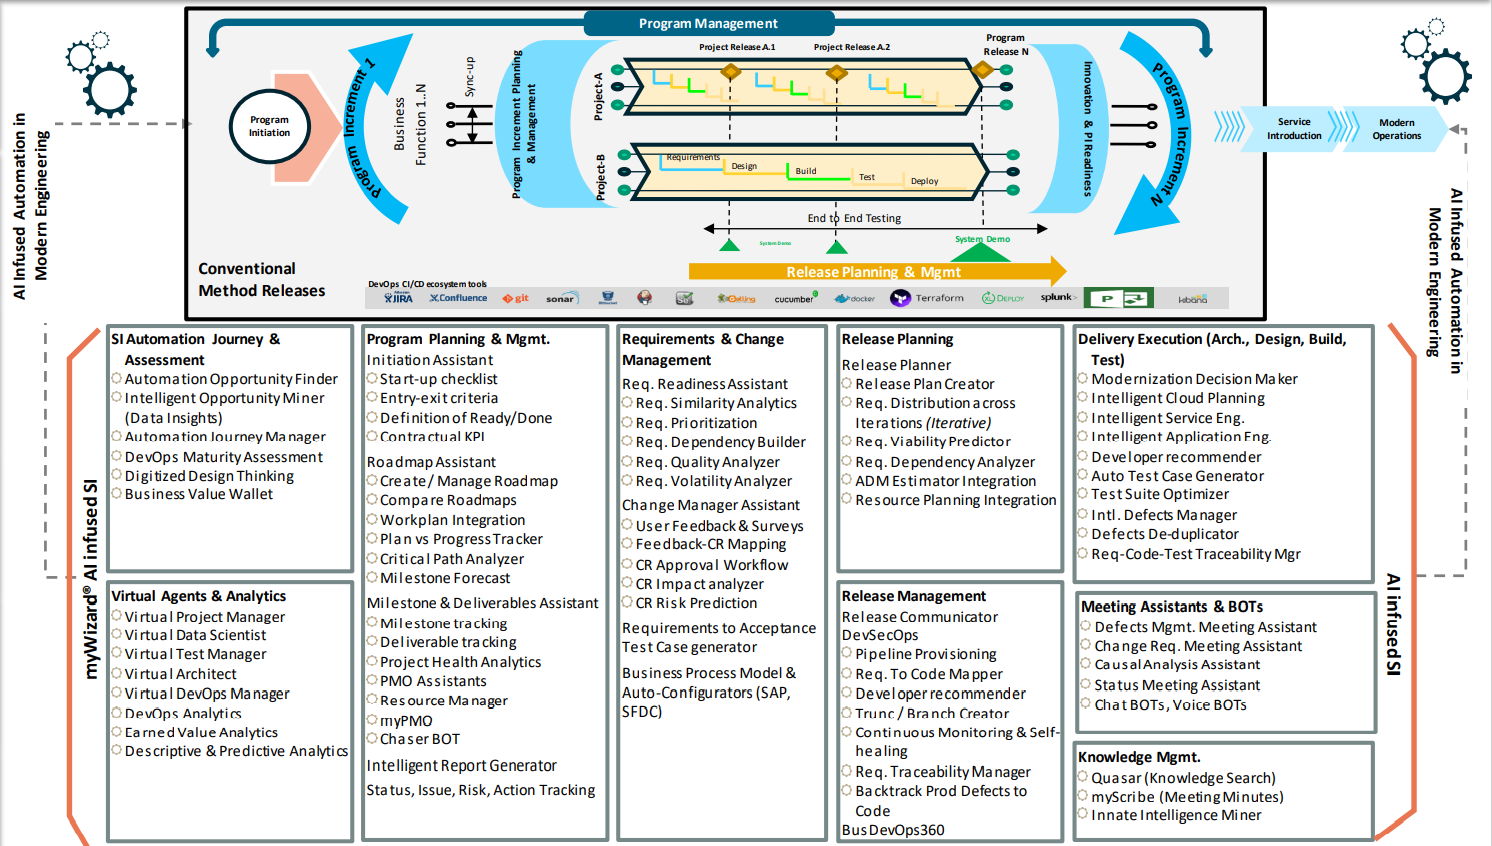 Program Management
Project Release A.1
Project Release A.2
Program
Release N
Program
Initiation
Program Increment 1
Business
Function 1..N
Sync-up
Program Increment Planning
& Management
Project-A
Project-B
Requirements
Design
Build
Test
Deploy
Innovation & PI Readiness
Program Increment N
Service
Introduction
Modern
Operations
End to End Testing
System Demo
System Demo
Release Planning & Mgmt
Conventional
Method Releases
DevOps CI/CD ecosystem tools
JIRA
Confluence
git
sonar
cucumber
docker
Terraform
XL DEPLOY
splunk>
P
kibana
AI Infused Automation in
Modern Engineering
AI Infused Automation in
Modern Engineering
myWizard® AI infused SI
AI infused SI
SI Automation Journey &
Assessment
Automation Opportunity Finder
Intelligent Opportunity Miner
(Data Insights)
Automation Journey Manager
DevOps Maturity Assessment
Digitized Design Thinking
Business Value Wallet
Virtual Agents & Analytics
Virtual Project Manager
Virtual Data Scientist
Virtual Test Manager
Virtual Architect
Virtual DevOps Manager
DevOps Analytics
Earned Value Analytics
Descriptive & Predictive Analytics
Program Planning & Mgmt.
Initiation Assistant
Start-up checklist
Entry-exit criteria
Definition of Ready/Done
Contractual KPI
Roadmap Assistant
Create/ Manage Roadmap
Compare Roadmaps
Workplan Integration
Plan vs Progress Tracker
Critical Path Analyzer
Milestone Forecast
Milestone & Deliverables Assistant
Milestone tracking
Deliverable tracking
Project Health Analytics
PMO Assistants
Resource Manager
myPMO
Chaser BOT
Intelligent Report Generator
Status, Issue, Risk, Action Tracking
Requirements & Change
Management
Req. Readiness Assistant
Req. Similarity Analytics
Req. Prioritization
Req. Dependency Builder
Req. Quality Analyzer
Req. Volatility Analyzer
Change Manager Assistant
User Feedback & Surveys
Feedback-CR Mapping
CR Approval Workflow
CR Impact analyzer
CR Risk Prediction
Requirements to Acceptance
Test Case generator
Business Process Model &
Auto-Configurators (SAP,
SFDC)
Release Planning
Release Planner
Release Plan Creator
Req. Distribution across
Iterations (Iterative)
Req. Viability Predictor
Req. Dependency Analyzer
ADM Estimator Integration
Resource Planning Integration
Release Management
Release Communicator
DevSecOps
Pipeline Provisioning
Req. To Code Mapper
Developer recommender
Trunc / Branch Creator
Continuous Monitoring & Self-
healing
Req. Traceability Manager
Backtrack Prod Defects to
Code
BusDevOps360
Delivery Execution (Arch., Design, Build,
Test)
Modernization Decision Maker
Intelligent Cloud Planning
Intelligent Service Eng.
Intelligent Application Eng.
Developer recommender
Auto Test Case Generator
Test Suite Optimizer
Intl. Defects Manager
Defects De-duplicator
Req-Code-Test Traceability Mgr
Meeting Assistants & BOTs
Defects Mgmt. Meeting Assistant
Change Req. Meeting Assistant
Causal Analysis Assistant
Status Meeting Assistant
Chat BOTs, Voice BOTs
Knowledge Mgmt.
Quasar (Knowledge Search)
myScribe (Meeting Minutes)
Innate Intelligence Miner